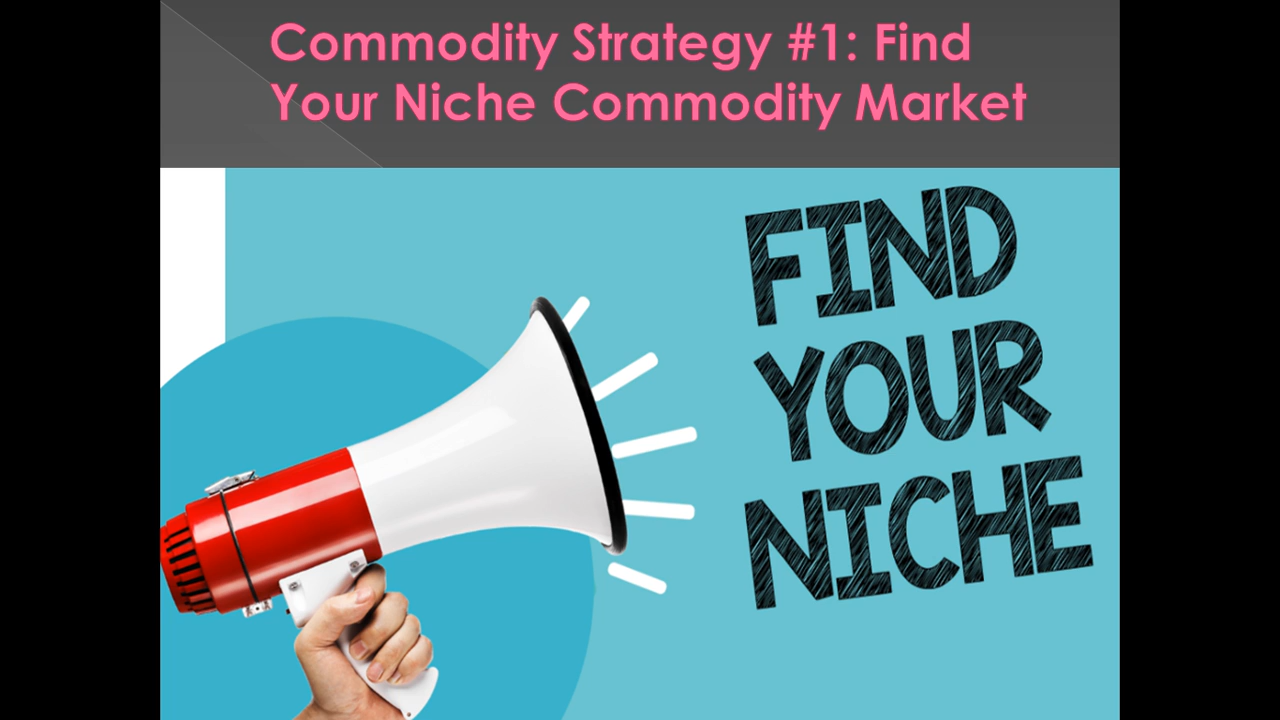 Commodity Strategy #1: Find
Your Niche Commodity Market
FIND
YOUR
NICHE